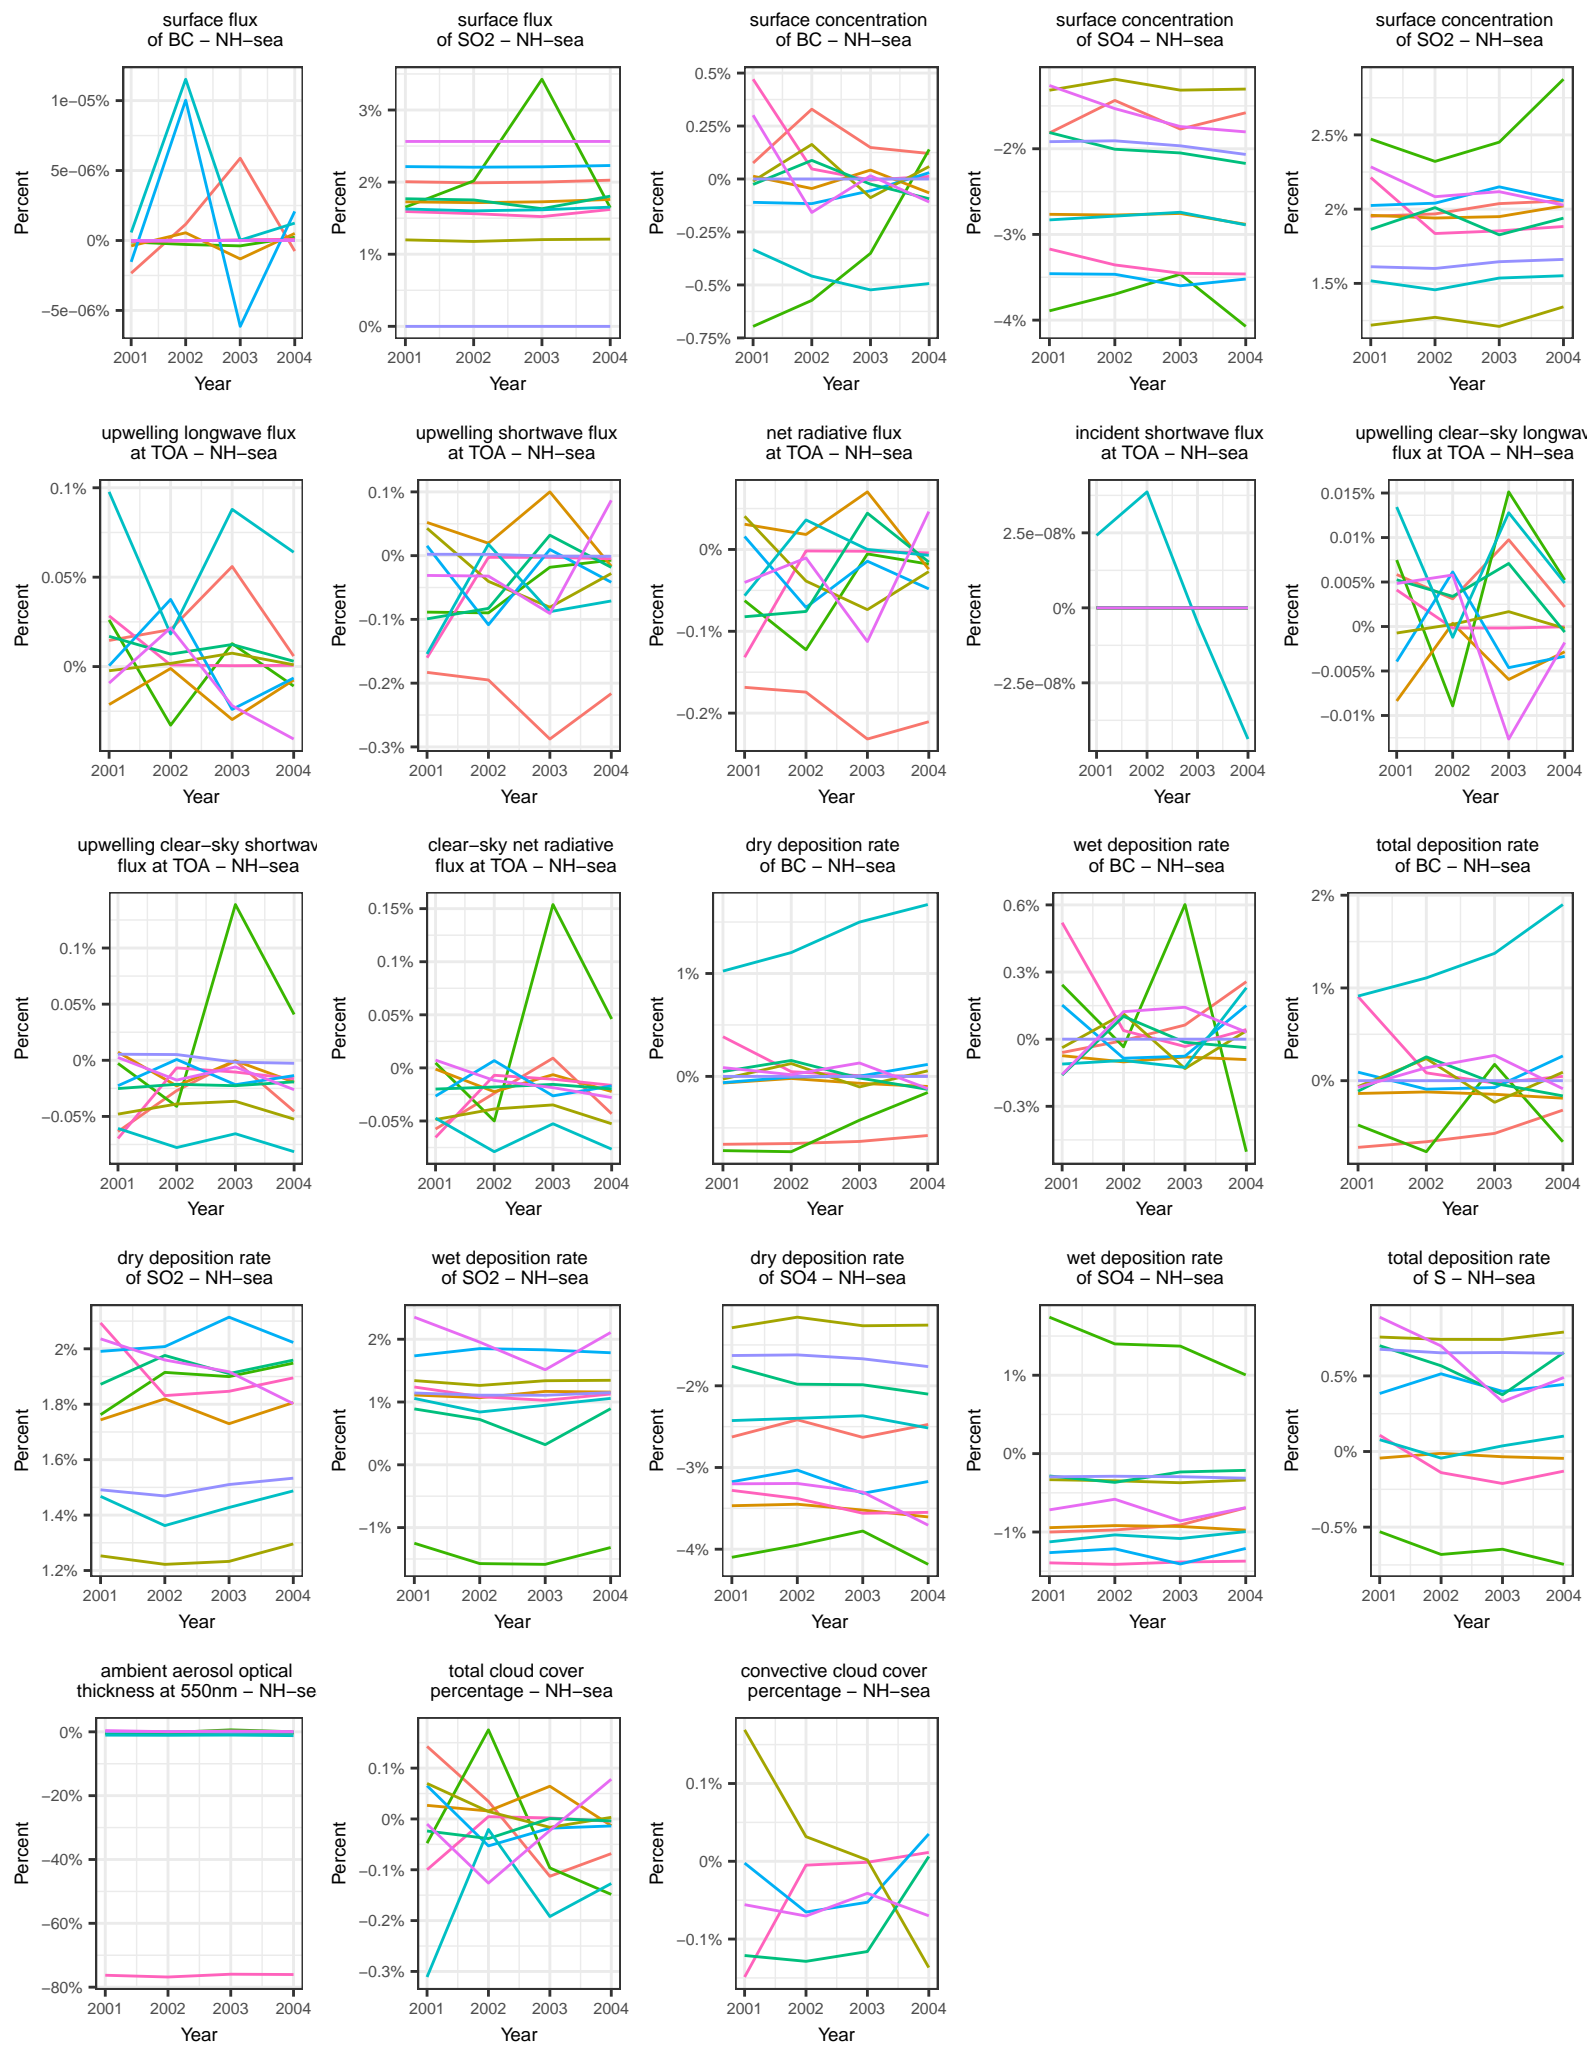 surface flux
of BC − NH−sea
surface flux
of SO2 − NH−sea
surface concentration
of BC − NH−sea
surface concentration
of SO4 − NH−sea
surface concentration
of SO2 − NH−sea
1e−05%
5e−06%
0%
−5e−06%
Percent
2001 2002 2003 2004
Year
3%
2%
1%
0%
Percent
2001 2002 2003 2004
Year
0.5%
0.25%
0%
−0.25%
−0.5%
−0.75%
Percent
2001 2002 2003 2004
Year
−2%
−3%
−4%
Percent
2001 2002 2003 2004
Year
2.5%
2%
1.5%
Percent
2001 2002 2003 2004
Year
upwelling longwave flux
at TOA − NH−sea
upwelling shortwave flux
at TOA − NH−sea
net radiative flux
at TOA − NH−sea
incident shortwave flux
at TOA − NH−sea
upwelling clear−sky longwav
flux at TOA − NH−sea
0.1%
0.05%
0%
Percent
2001 2002 2003 2004
Year
0.1%
0%
−0.1%
−0.2%
−0.3%
Percent
2001 2002 2003 2004
Year
0%
−0.1%
−0.2%
Percent
2001 2002 2003 2004
Year
2.5e−08%
0%
−2.5e−08%
Percent
2001 2002 2003 2004
Year
0.015%
0.01%
0.005%
0%
−0.005%
−0.01%
Percent
2001 2002 2003 2004
Year
upwelling clear−sky shortwav
flux at TOA − NH−sea
clear−sky net radiative
flux at TOA − NH−sea
dry deposition rate
of BC − NH−sea
wet deposition rate
of BC − NH−sea
total deposition rate
of BC − NH−sea
0.1%
0.05%
0%
−0.05%
Percent
2001 2002 2003 2004
Year
0.15%
0.1%
0.05%
0%
−0.05%
Percent
2001 2002 2003 2004
Year
1%
0%
Percent
2001 2002 2003 2004
Year
0.6%
0.3%
0%
−0.3%
Percent
2001 2002 2003 2004
Year
2%
1%
0%
Percent
2001 2002 2003 2004
Year
dry deposition rate
of SO2 − NH−sea
wet deposition rate
of SO2 − NH−sea
dry deposition rate
of SO4 − NH−sea
wet deposition rate
of SO4 − NH−sea
total deposition rate
of S − NH−sea
2%
1.8%
1.6%
1.4%
1.2%
Percent
2001 2002 2003 2004
Year
2%
1%
0%
−1%
Percent
2001 2002 2003 2004
Year
−2%
−3%
−4%
Percent
2001 2002 2003 2004
Year
1%
0%
−1%
Percent
2001 2002 2003 2004
Year
0.5%
0%
−0.5%
Percent
2001 2002 2003 2004
Year
ambient aerosol optical
thickness at 550nm − NH−se
total cloud cover
percentage − NH−sea
convective cloud cover
percentage − NH−sea
0%
−20%
−40%
−60%
−80%
Percent
2001 2002 2003 2004
Year
0.1%
0%
−0.1%
−0.2%
−0.3%
Percent
2001 2002 2003 2004
Year
0.1%
0%
−0.1%
Percent
2001 2002 2003 2004
Year